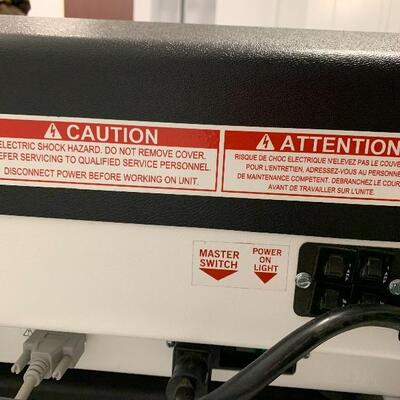 CAUTION
ELECTRIC SHOCK HAZARD. DO NOT REMOVE COVER.
REFER SERVICING TO QUALIFIED SERVICE PERSONNEL.
DISCONNECT POWER BEFORE WORKING ON UNIT.
ATTENTION
RISQUE DE CHOC ELECTRIQUE N'ELEVEZ PAS LE COUVE
POUR L'ENTRETIEN, ADRESSEZ-VOUS AU PERSONNE
DE MAINTENANCE COMPETENT. DEBRANCHEZ LE COUR
AVANT DE TRAVAILLER SUR L'UNITE.
MASTER
SWITCH
POWER
ON
LIGHT